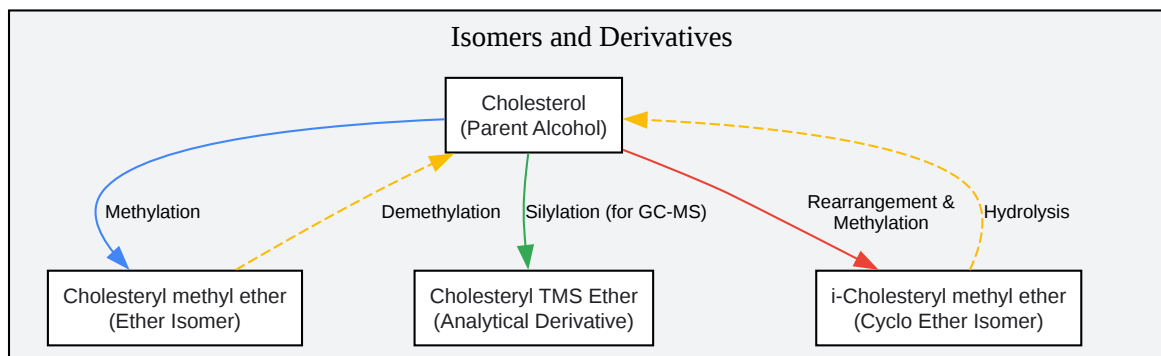 Isomers and Derivatives
Cholesterol
(Parent Alcohol)
Methylation
Demethylation
Silylation (for GC-MS)
Rearrangement &
Methylation
Hydrolysis
Cholesteryl methyl ether
(Ether Isomer)
Cholesteryl TMS Ether
(Analytical Derivative)
i-Cholesteryl methyl ether
(Cyclo Ether Isomer)